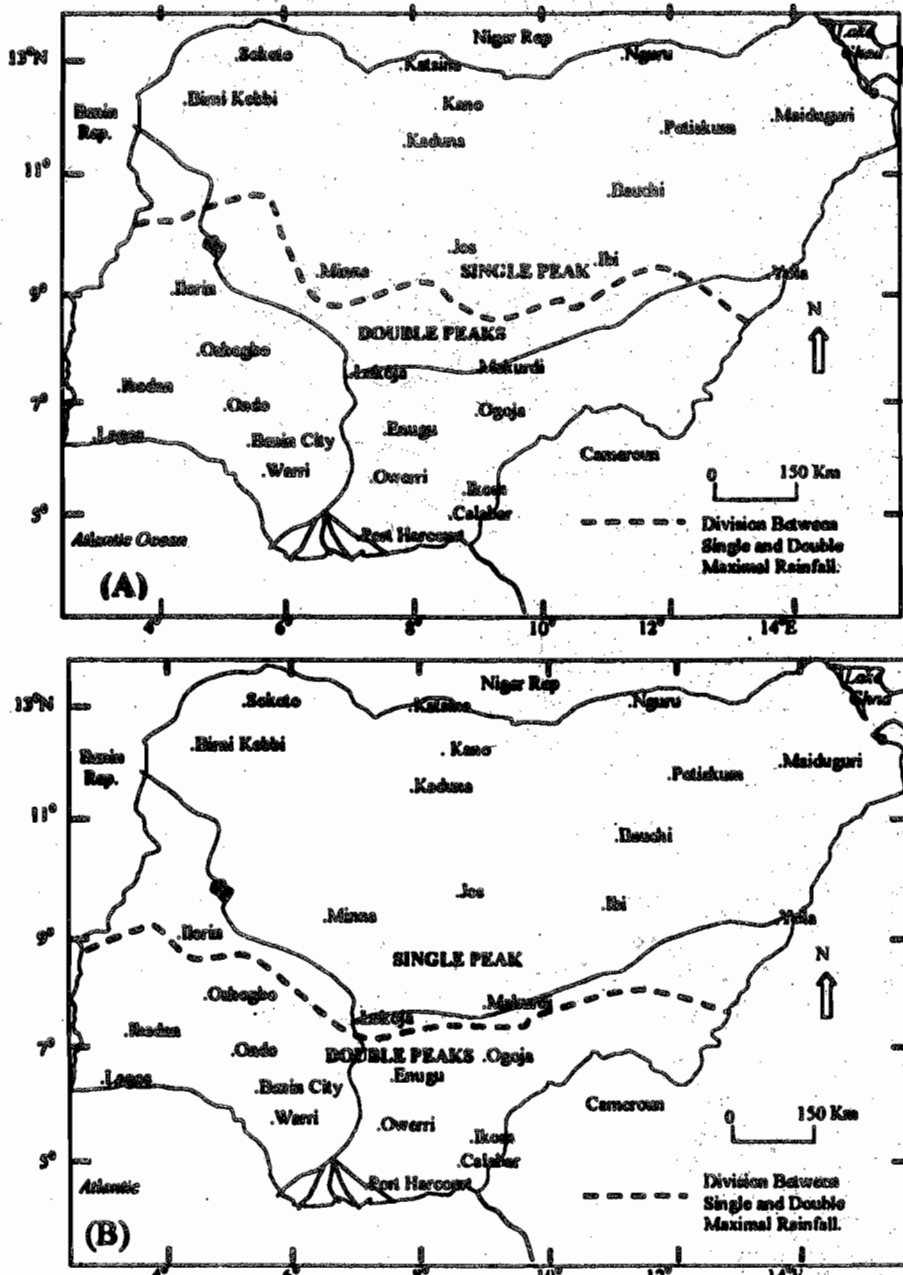 Niger Rep
Lake
Chad
13°N
.Sokoto
.Katsina
.Nguru
.Birni Kebbi
Benin
Rep.
Kano
.Kaduna
.Potiskum
.Maiduguri
11°
.Bauchi
.Jos
.Ibi
.Minna
SINGLE PEAK
Yola
.Ilorin
9°
N
DOUBLE PEAKS
.Oshogbo
.Lokoja
Makurdi
.Ibadan
7°
.Ondo
.Ogoja
.Enugu
.Lagos
.Benin City
Cameroun
.Warri
.Owerri
.Ikom
0 150 Km
5°
.Calabar
Port Harcourt
Atlantic Ocean
Division Between
Single and Double
Maximal Rainfall.
(A)
4° 6° 8° 10° 12° 14°E
Niger Rep
Lake
13°N
.Sokoto
.Katsina
.Nguru
.Birni Kebbi
.Kano
Benin
Rep.
.Maiduguri
.Kaduna
.Potiskum
11°
.Bauchi
.Jos
.Ibi
.Minna
.Yola
9°
.Ilorin
SINGLE PEAK
N
.Oshogbo
.Makurdi
.Lokoja
.Ibadan
7°
.Ondo
DOUBLE PEAKS
.Ogoja
.Enugu
.Lagos
.Benin City
Cameroun
.Warri
.Owerri
0 150 Km
.Ikom
5°
.Calabar
Port Harcourt
Atlantic
Division Between
Single and Double
Maximal Rainfall.
(B)
4° 6° 8° 10° 12°